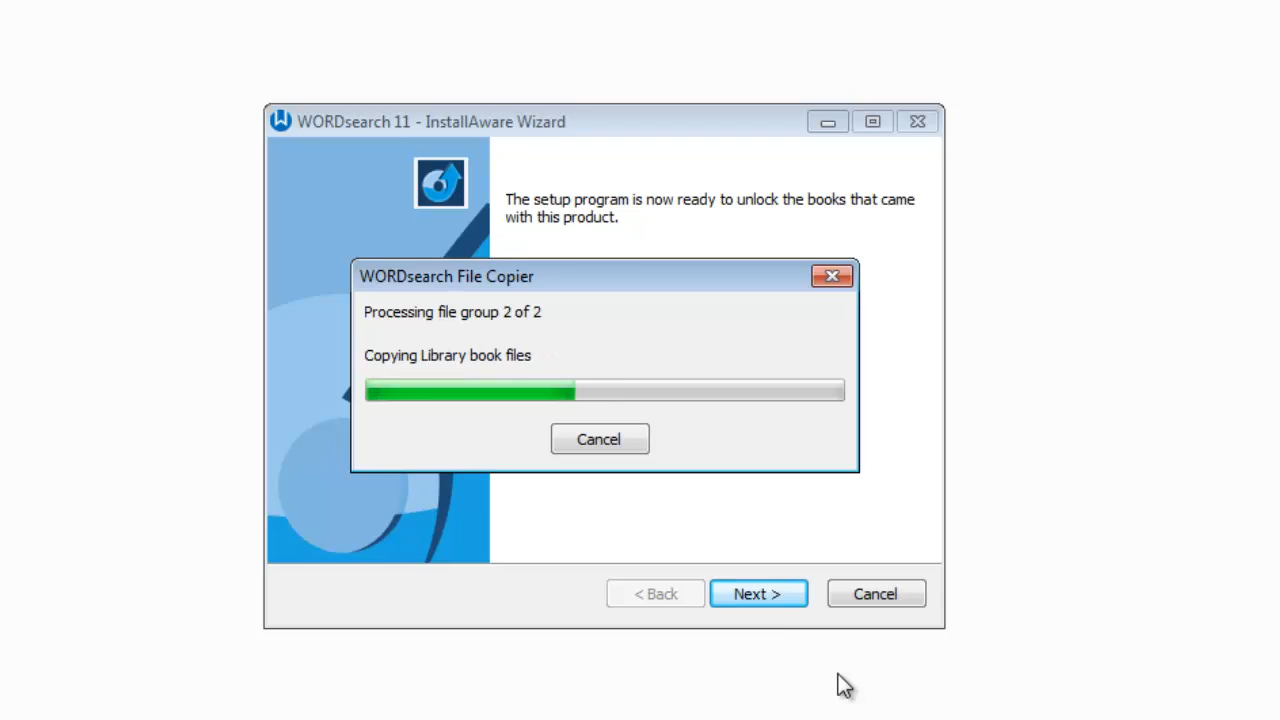 WORDsearch 11 - InstallAware Wizard
The setup program is now ready to unlock the books that came
with this product.
WORDsearch File Copier
Processing file group 2 of 2
Copying Library book files
Cancel
< Back
Next >
Cancel